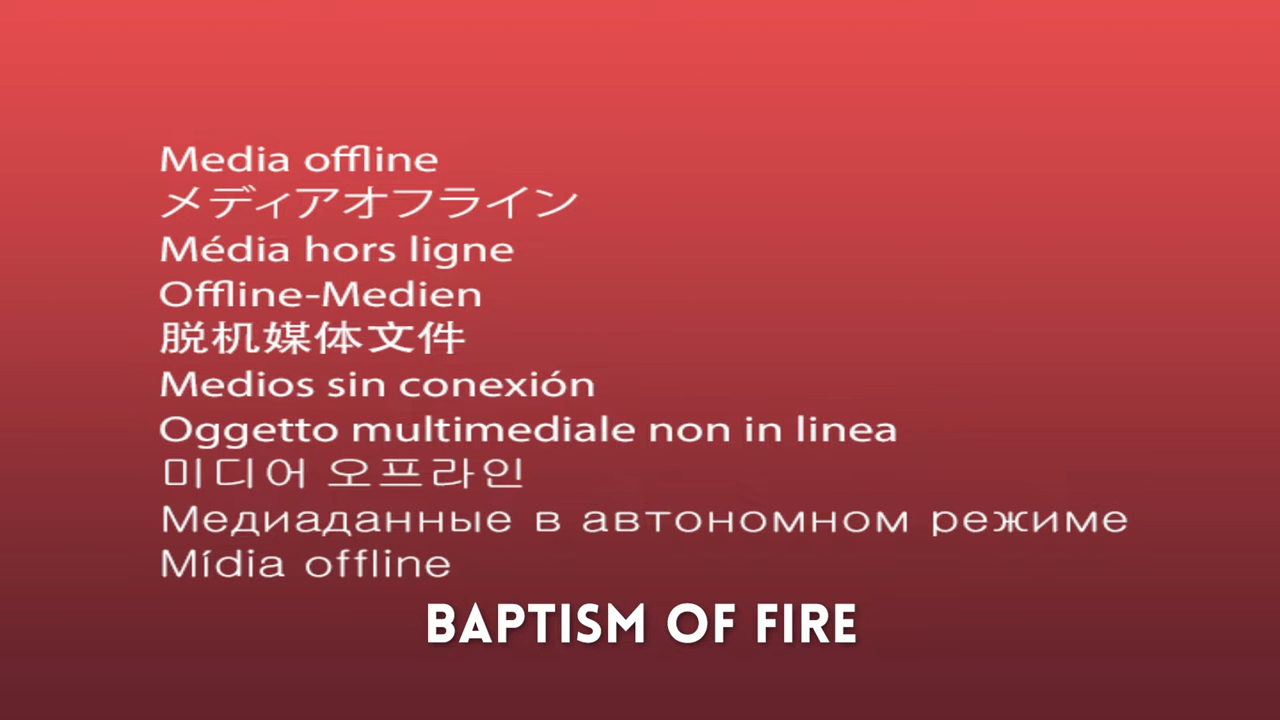 Media offline
メディアオフライン
Média hors ligne
Offline-Medien
脱机媒体文件
Medios sin conexión
Oggetto multimediale non in linea
미디어 오프라인
Медиаданные в автономном режиме
Mídia offline
BAPTISM OF FIRE